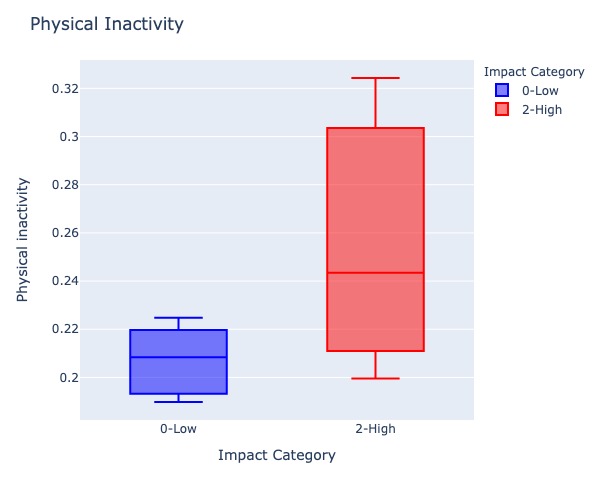 Physical Inactivity
Impact Category
0-Low
2-High
Physical inactivity
0.32
0.3
0.28
0.26
0.24
0.22
0.2
0-Low
2-High
Impact Category